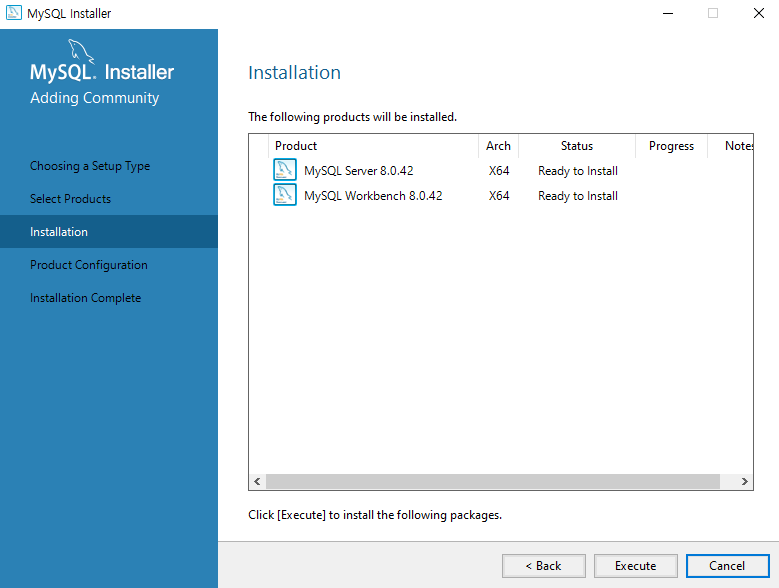 MySQL Installer
MySQL. Installer
Adding Community
Choosing a Setup Type
Select Products
Installation
Product Configuration
Installation Complete
Installation
The following products will be installed.
Product Arch Status Progress Notes
MySQL Server 8.0.42 X64 Ready to Install
MySQL Workbench 8.0.42 X64 Ready to Install
Click [Execute] to install the following packages.
< Back Execute Cancel